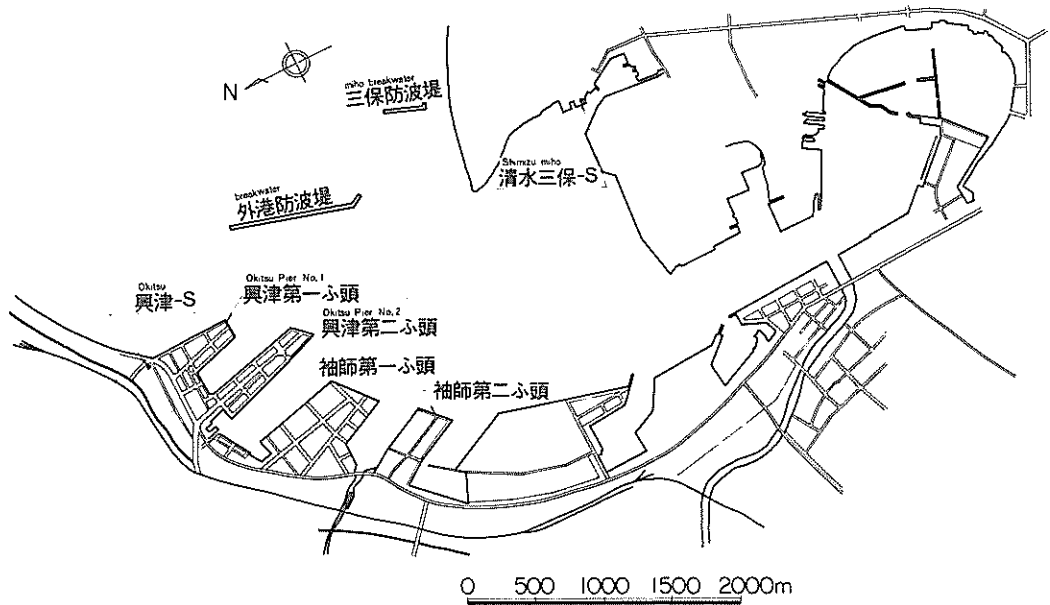 N
miho breakwater
三保防波堤
Shimizu miho
清水三保-S
breakwater
外港防波堤
Okitsu
興津-S
Okitsu Pier No.1
興津第一ふ頭
Okitsu Pier No.2
興津第二ふ頭
袖師第一ふ頭
袖師第二ふ頭
0 500 1000 1500 2000m